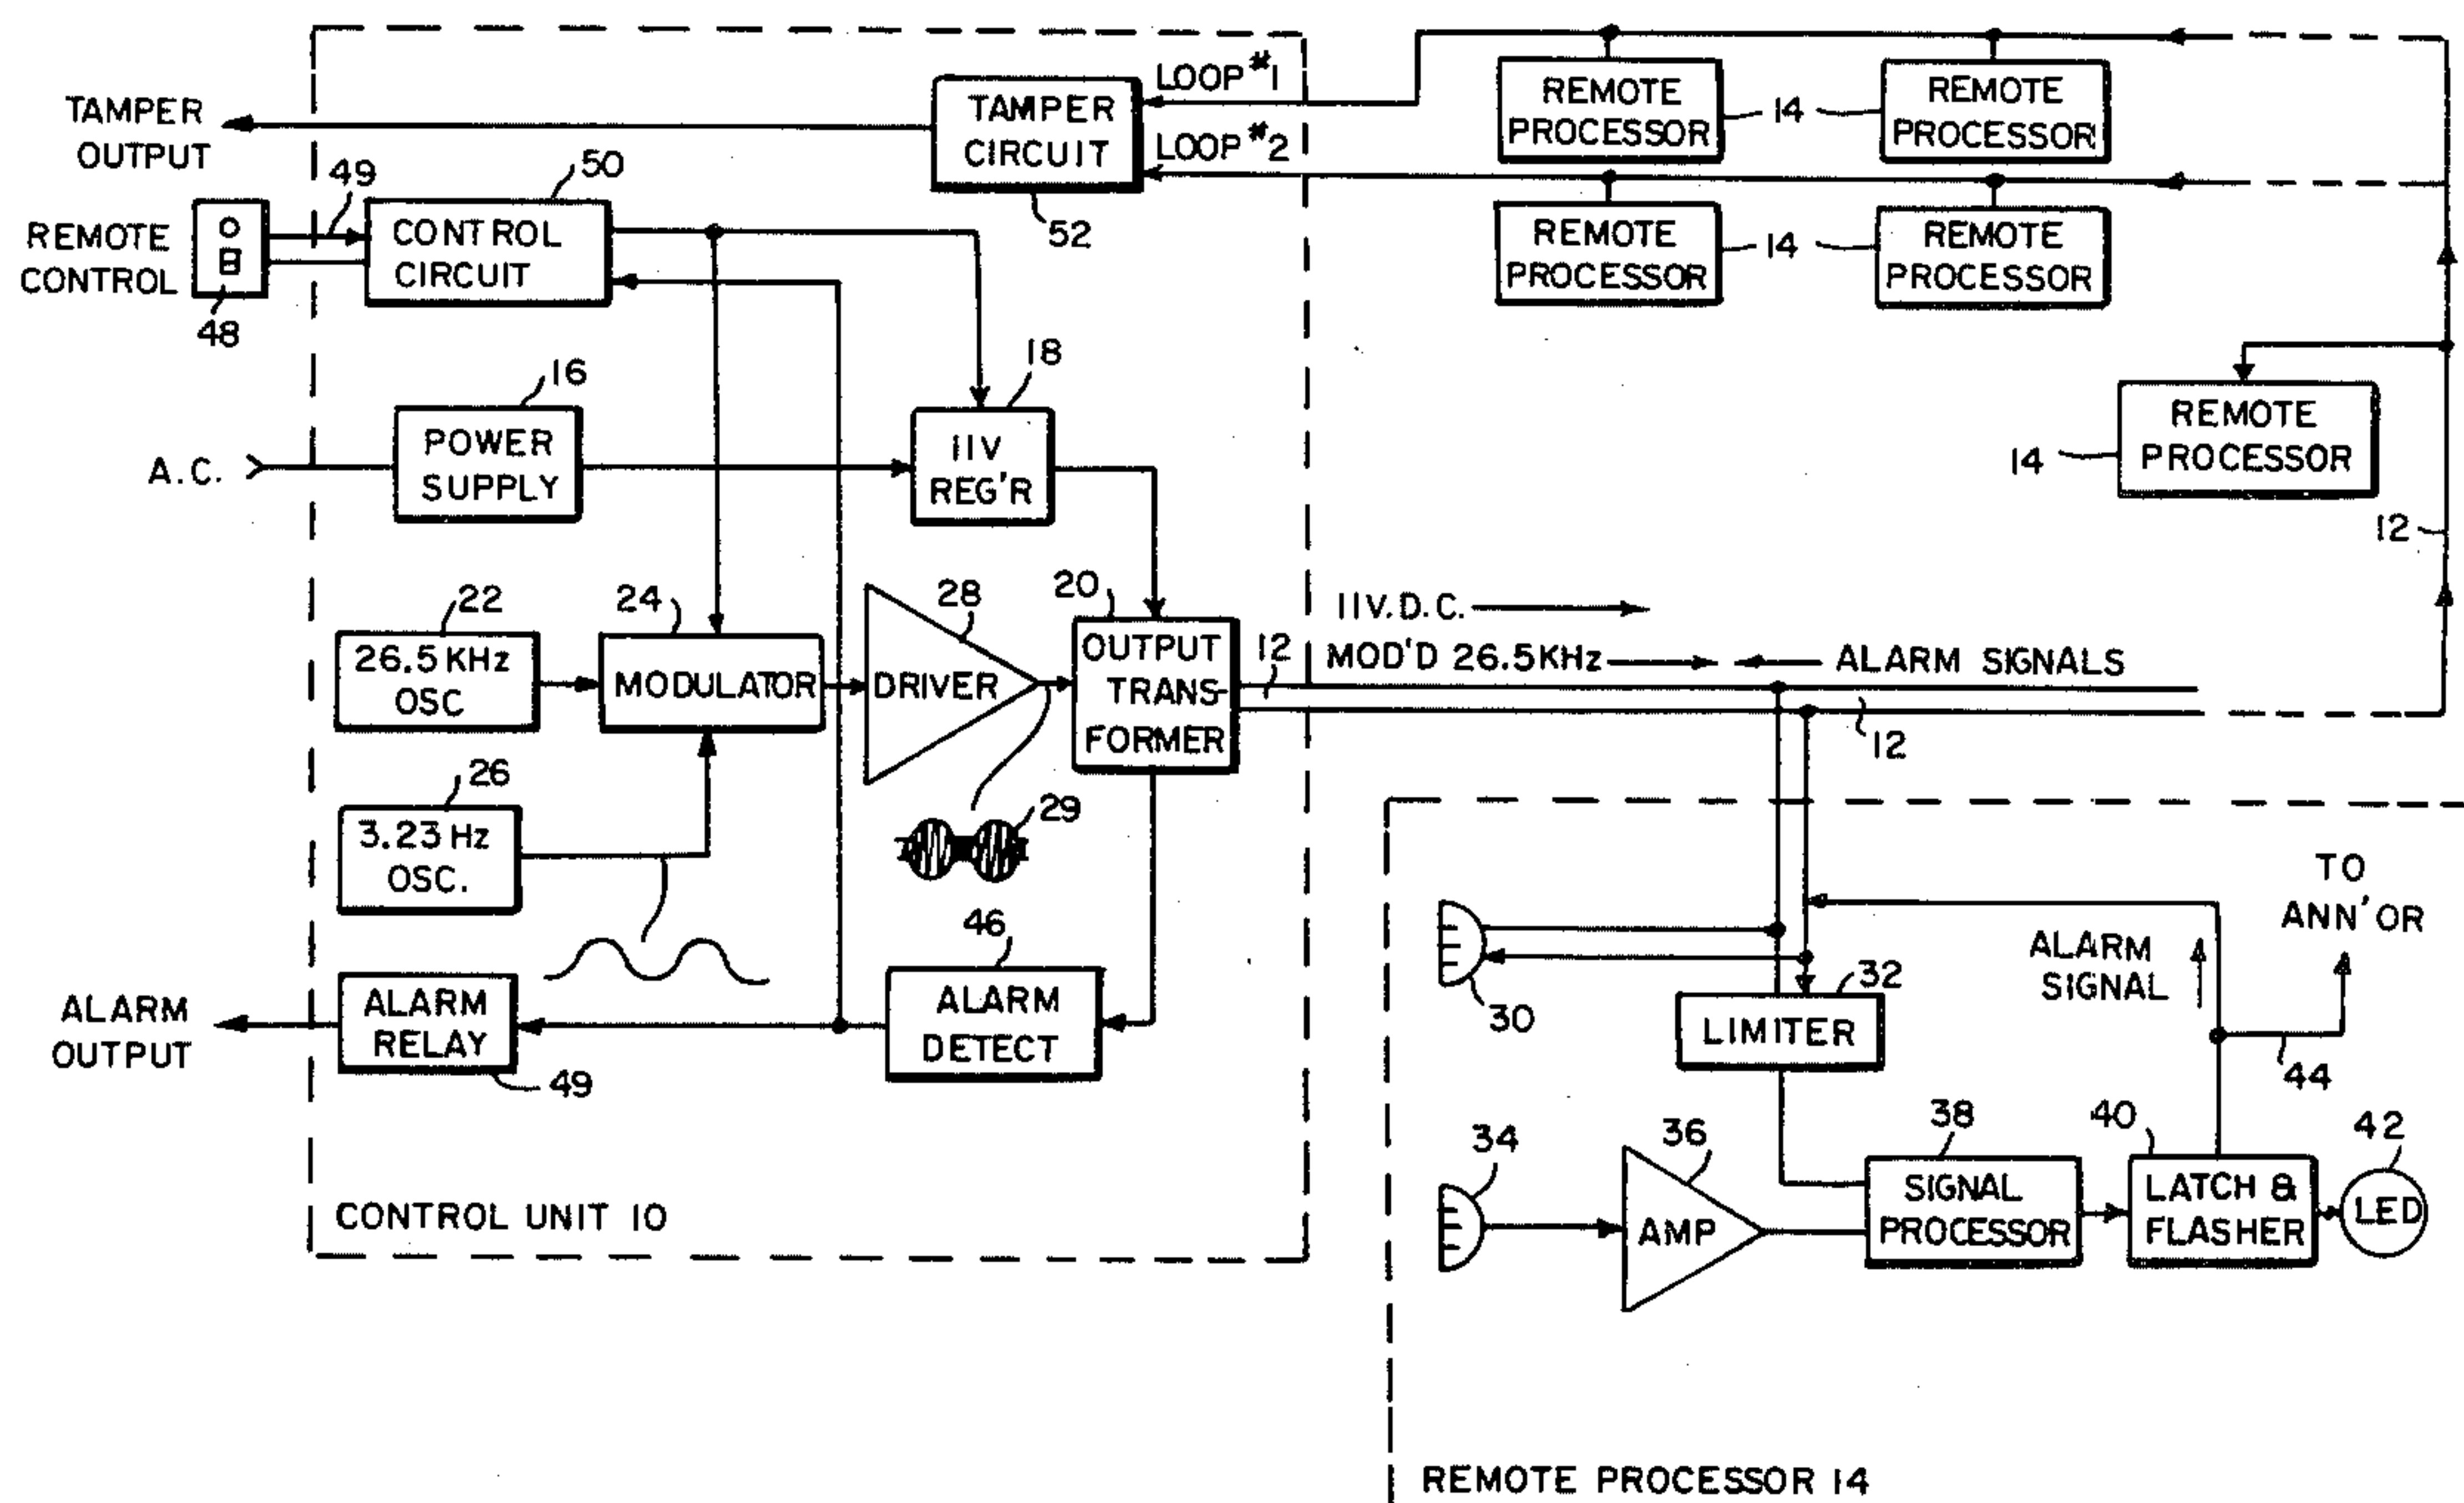 TAMPER
OUTPUT
REMOTE
CONTROL
48
49
50
CONTROL
CIRCUIT
TAMPER
CIRCUIT
52
LOOP #1
LOOP #2
REMOTE
PROCESSOR
14
REMOTE
PROCESSOR
REMOTE
PROCESSOR
14
REMOTE
PROCESSOR
REMOTE
PROCESSOR
14
12
A.C.
16
POWER
SUPPLY
18
11V
REG'R
22
26.5 KHz
OSC
24
MODULATOR
28
DRIVER
20
OUTPUT
TRANS-
FORMER
12
11V.D.C.
MOD'D 26.5KHz
ALARM SIGNALS
12
26
3.23 Hz
OSC.
29
46
ALARM
DETECT
ALARM
RELAY
49
ALARM
OUTPUT
CONTROL UNIT 10
30
32
LIMITER
ALARM
SIGNAL
TO
ANN'OR
44
34
36
AMP
38
SIGNAL
PROCESSOR
40
LATCH &
FLASHER
42
LED
REMOTE PROCESSOR 14